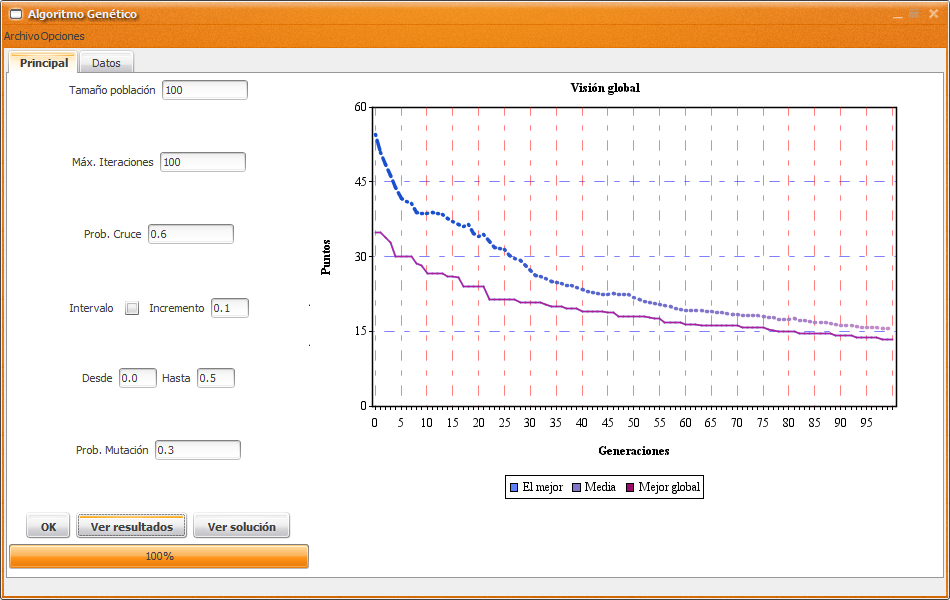 Algoritmo Genético
Archivo Opciones
Principal Datos
Tamaño población 100
Máx. Iteraciones 100
Prob. Cruce 0.6
Intervalo Incremento 0.1
Desde 0.0 Hasta 0.5
Prob. Mutación 0.3
OK Ver resultados Ver solución
100%
Visión global
Puntos
60
45
30
15
0
0 5 10 15 20 25 30 35 40 45 50 55 60 65 70 75 80 85 90 95
Generaciones
El mejor Media Mejor global